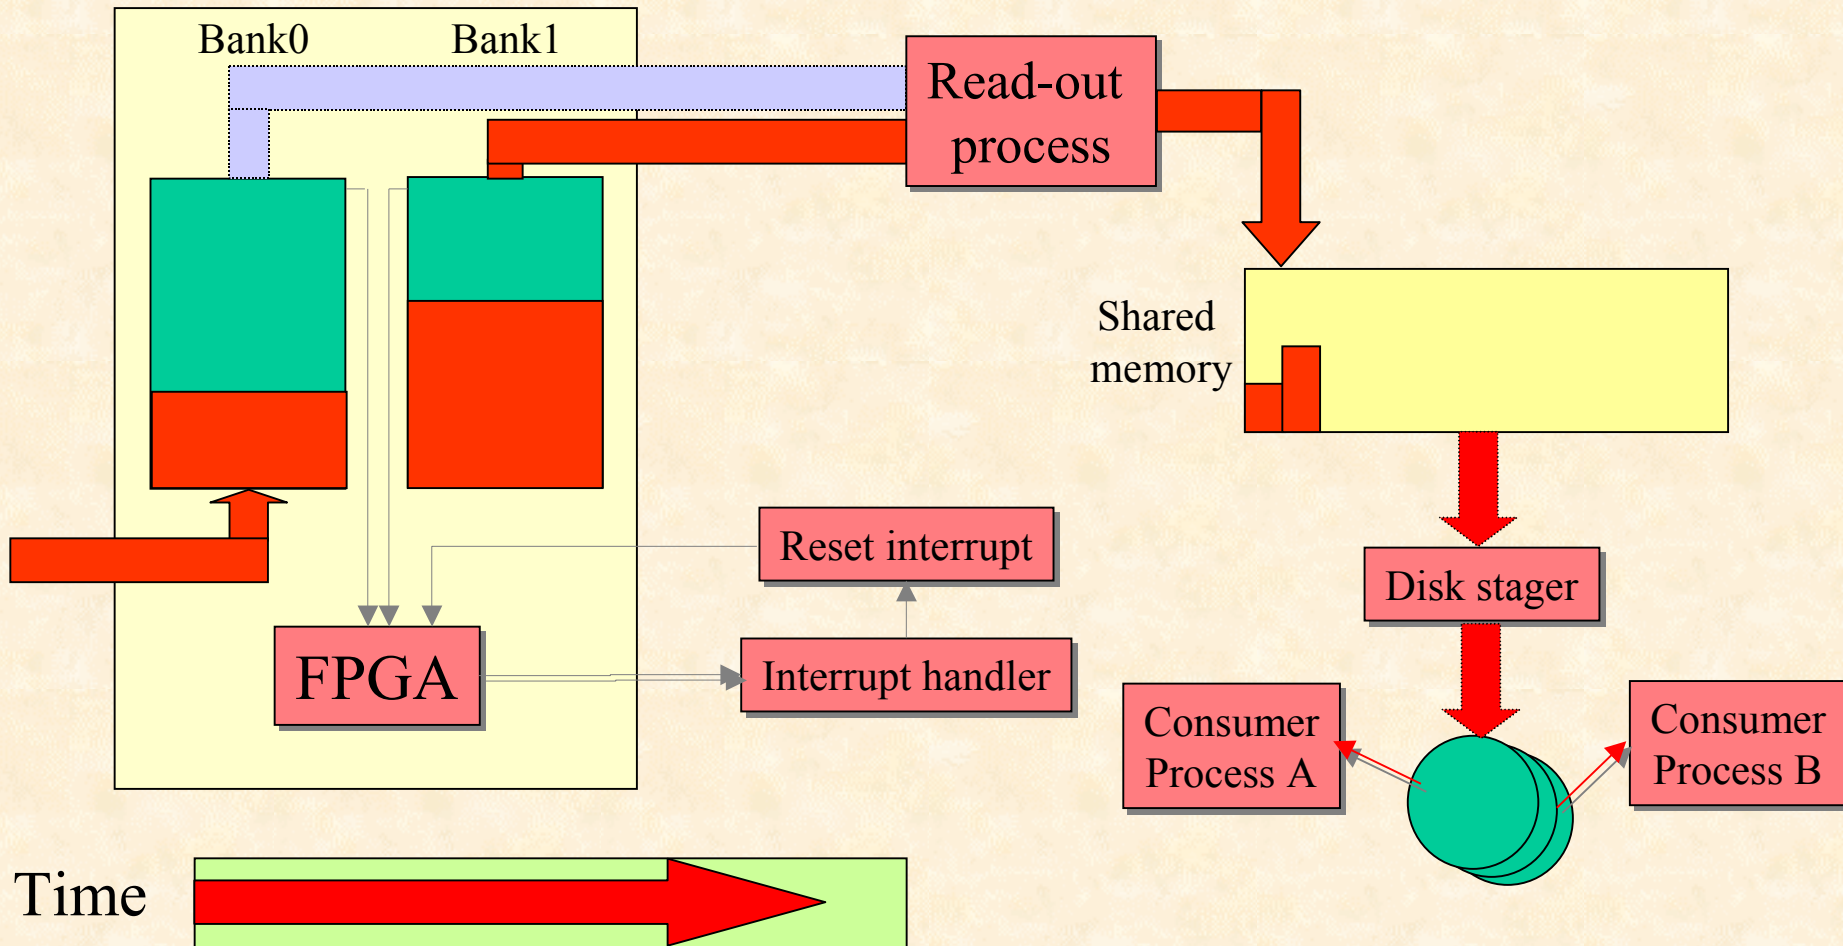 Bank0
Bank1
Read-out
process
Shared
memory
Reset interrupt
Disk stager
FPGA
Interrupt handler
Consumer
Process A
Consumer
Process B
Time